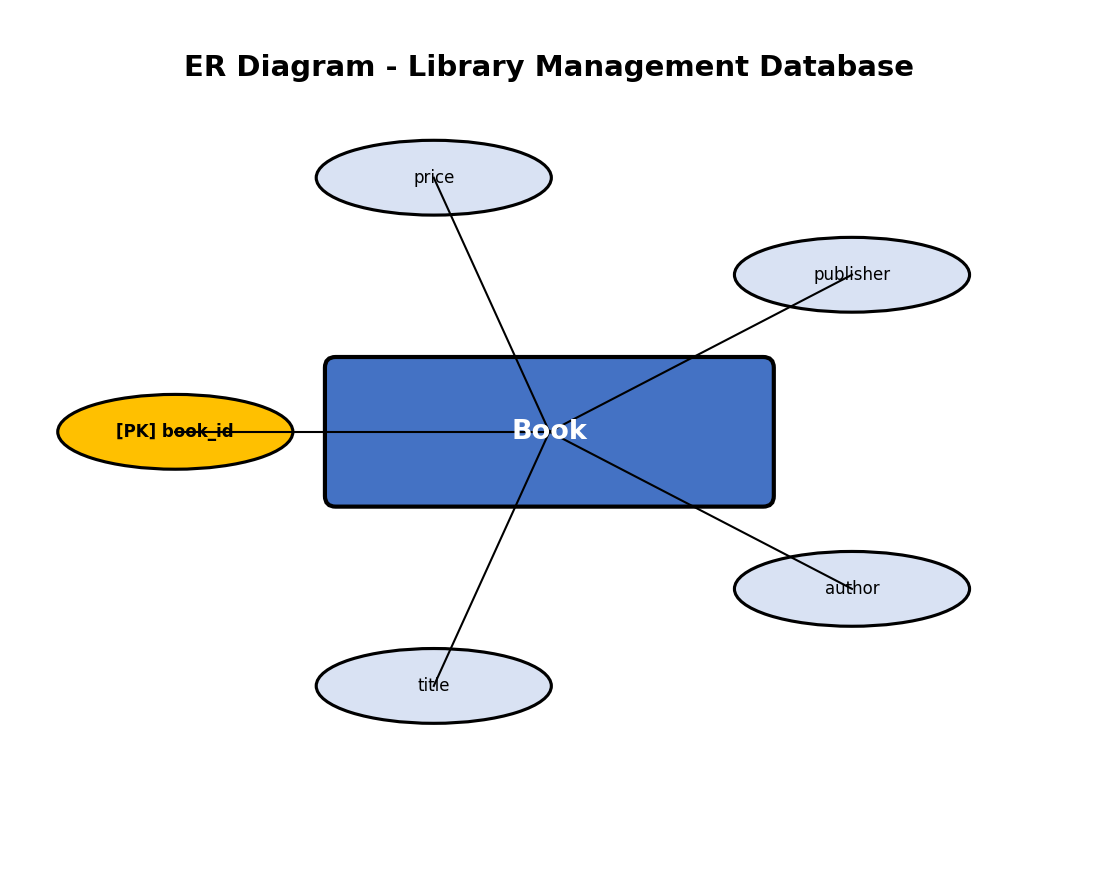 ER Diagram - Library Management Database
price
publisher
[PK] book_id
Book
author
title